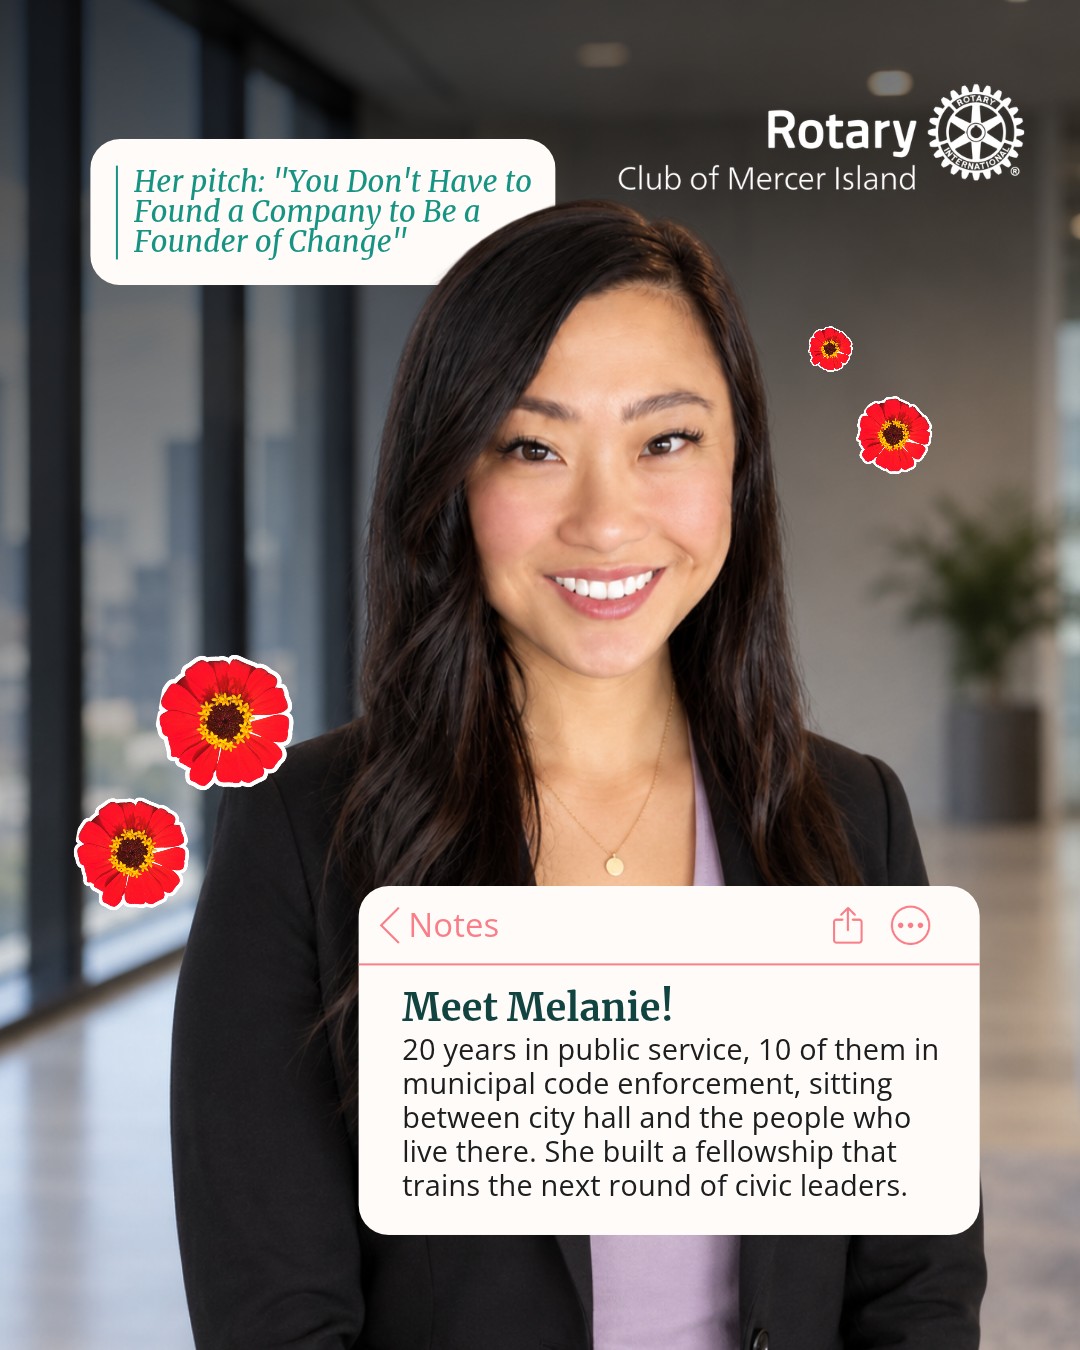 Rotary
Club of Mercer Island
ROTARY
INTERNATIONAL
®
Her pitch: "You Don't Have to
Found a Company to Be a
Founder of Change"
Notes
Meet Melanie!
20 years in public service, 10 of them in
municipal code enforcement, sitting
between city hall and the people who
live there. She built a fellowship that
trains the next round of civic leaders.